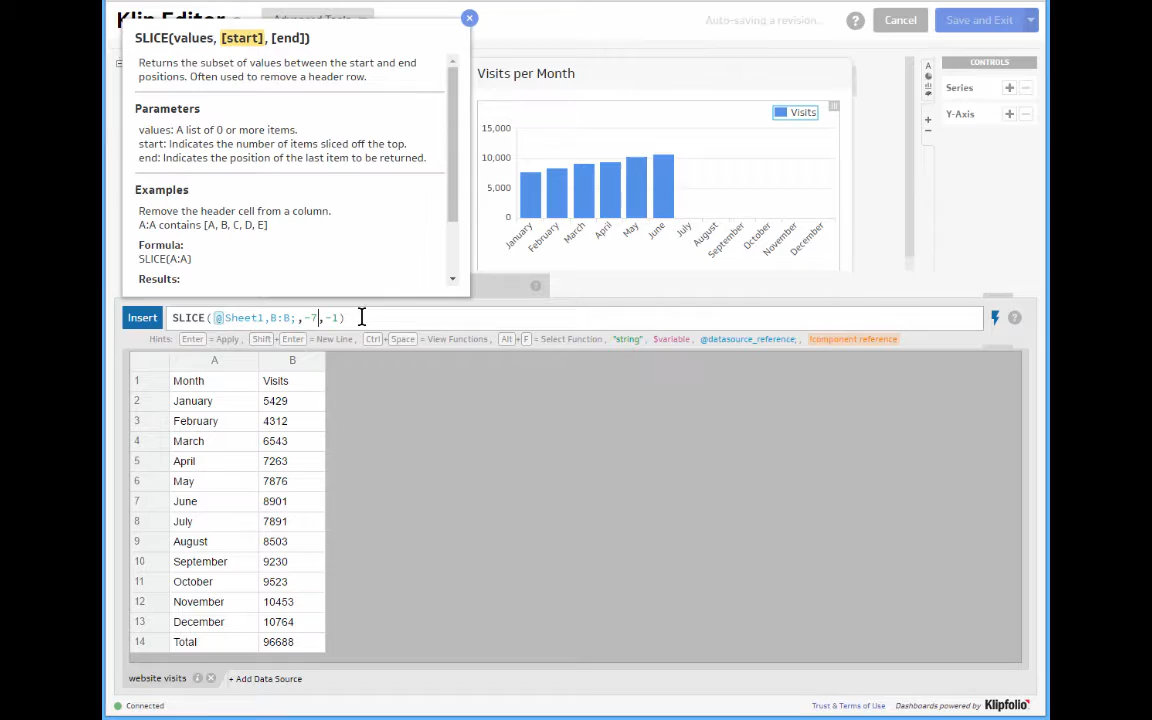 Klip Editor
Advanced Tools
Auto-saving a revision...
?
Cancel
Save and Exit
SLICE(values, [start], [end])
Returns the subset of values between the start and end
positions. Often used to remove a header row.
Parameters
values: A list of 0 or more items.
start: Indicates the number of items sliced off the top.
end: Indicates the position of the last item to be returned.
Examples
Remove the header cell from a column.
A:A contains [A, B, C, D, E]
Formula:
SLICE(A:A)
Results:
Visits per Month
Visits
15,000
10,000
5,000
0
January
February
March
April
May
June
July
August
September
October
November
December
CONTROLS
Series
Y-Axis
Insert
SLICE(@Sheet1,B:B;,-7,-1)
Hints: Enter = Apply , Shift + Enter = New Line , Ctrl + Space = View Functions , Alt + F = Select Function , "string" , $variable , @datasource_reference; , !component reference
A B
1 Month Visits
2 January 5429
3 February 4312
4 March 6543
5 April 7263
6 May 7876
7 June 8901
8 July 7891
9 August 8503
10 September 9230
11 October 9523
12 November 10453
13 December 10764
14 Total 96688
website visits
+ Add Data Source
Connected
Trust & Terms of Use
Dashboards powered by Klipfolio